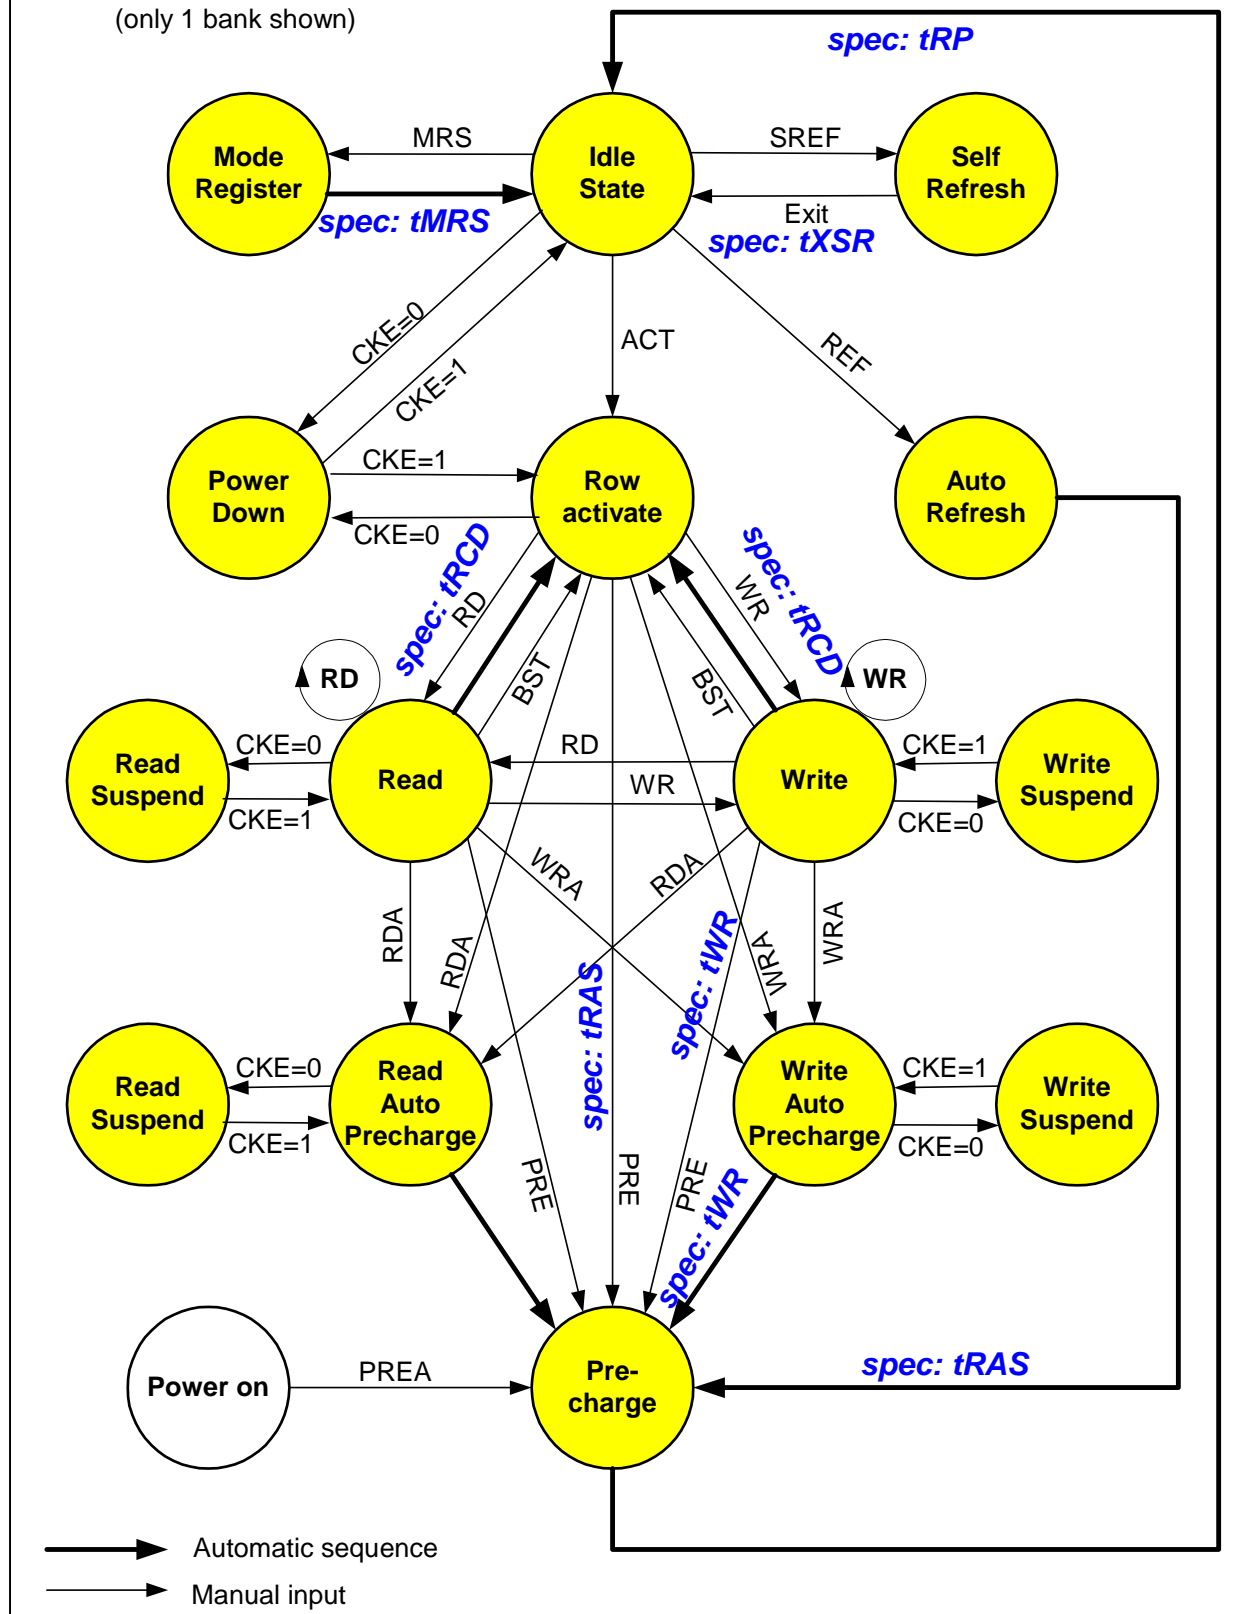 (only 1 bank shown)
spec: tRP
Mode
Register
MRS
spec: tMRS
Idle
State
SREF
Exit
spec: tXSR
Self
Refresh
CKE=0
CKE=1
ACT
REF
Power
Down
CKE=1
CKE=0
Row
activate
Auto
Refresh
spec: tRCD
RD
BST
BST
WR
spec: tRCD
RD
WR
Read
Suspend
CKE=0
CKE=1
Read
RD
WR
Write
CKE=1
CKE=0
Write
Suspend
RDA
RDA
WRA
RDA
WRA
WRA
spec: tRAS
spec: tWR
Read
Suspend
CKE=0
CKE=1
Read
Auto
Precharge
Write
Auto
Precharge
CKE=1
CKE=0
Write
Suspend
PRE
PRE
PRE
spec: tWR
Power on
PREA
Pre-
charge
spec: tRAS
Automatic sequence
Manual input